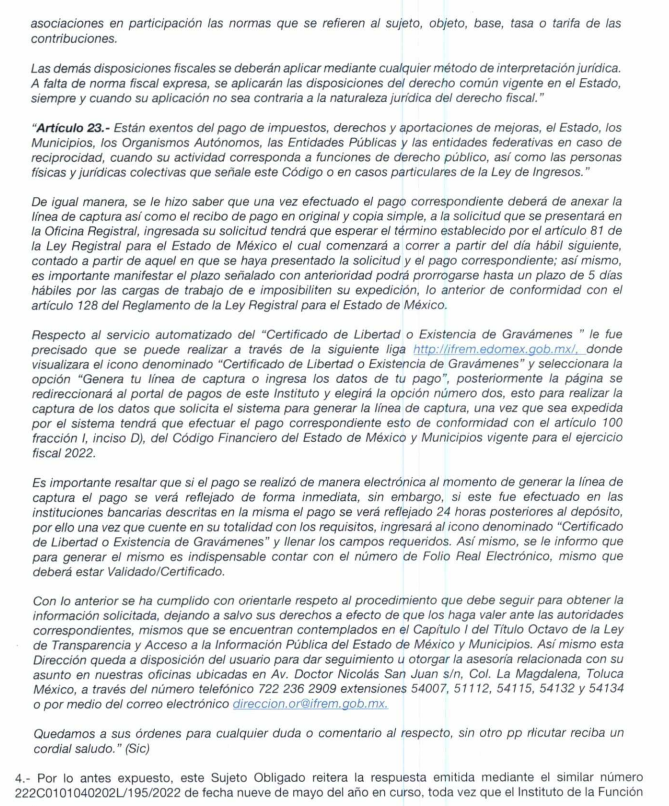 asociaciones en participación las normas que se refieren al sujeto, objeto, base, tasa o tarifa de las
contribuciones.
Las demás disposiciones fiscales se deberán aplicar mediante cualquier método de interpretación jurídica.
A falta de norma fiscal expresa, se aplicarán las disposiciones del derecho común vigente en el Estado,
siempre y cuando su aplicación no sea contraria a la naturaleza jurídica del derecho fiscal."
"Artículo 23.- Están exentos del pago de impuestos, derechos y aportaciones de mejoras, el Estado, los
Municipios, los Organismos Autónomos, las Entidades Públicas y las entidades federativas en caso de
reciprocidad, cuando su actividad corresponda a funciones de derecho público, así como las personas
físicas y jurídicas colectivas que señale este Código o en casos particulares de la Ley de Ingresos."
De igual manera, se le hizo saber que una vez efectuado el pago correspondiente deberá de anexar la
línea de captura así como el recibo de pago en original y copia simple, a la solicitud que se presentará en
la Oficina Registral, ingresada su solicitud tendrá que esperar el término establecido por el artículo 81 de
la Ley Registral para el Estado de México el cual comenzará a correr a partir del día hábil siguiente,
contado a partir de aquel en que se haya presentado la solicitud y el pago correspondiente; así mismo,
es importante manifestar el plazo señalado con anterioridad podrá prorrogarse hasta un plazo de 5 días
hábiles por las cargas de trabajo de e imposibiliten su expedición, lo anterior de conformidad con el
artículo 128 del Reglamento de la Ley Registral para el Estado de México.
Respecto al servicio automatizado del "Certificado de Libertad o Existencia de Gravámenes " le fue
precisado que se puede realizar a través de la siguiente liga http://ifrem.edomex.gob.mx/, donde
visualizara el icono denominado "Certificado de Libertad o Existencia de Gravámenes" y seleccionara la
opción "Genera tu línea de captura o ingresa los datos de tu pago", posteriormente la página se
redireccionará al portal de pagos de este Instituto y elegirá la opción número dos, esto para realizar la
captura de los datos que solicita el sistema para generar la línea de captura, una vez que sea expedida
por el sistema tendrá que efectuar el pago correspondiente esto de conformidad con el artículo 100
fracción I, inciso D), del Código Financiero del Estado de México y Municipios vigente para el ejercicio
fiscal 2022.
Es importante resaltar que si el pago se realizó de manera electrónica al momento de generar la línea de
captura el pago se verá reflejado de forma inmediata, sin embargo, si este fue efectuado en las
instituciones bancarias descritas en la misma el pago se verá reflejado 24 horas posteriores al depósito,
por ello una vez que cuente en su totalidad con los requisitos, ingresará al icono denominado "Certificado
de Libertad o Existencia de Gravámenes" y llenar los campos requeridos. Así mismo, se le informo que
para generar el mismo es indispensable contar con el número de Folio Real Electrónico, mismo que
deberá estar Validado/Certificado.
Con lo anterior se ha cumplido con orientarle respeto al procedimiento que debe seguir para obtener la
información solicitada, dejando a salvo sus derechos a efecto de que los haga valer ante las autoridades
correspondientes, mismos que se encuentran contemplados en el Capítulo I del Título Octavo de la Ley
de Transparencia y Acceso a la Información Pública del Estado de México y Municipios. Así mismo esta
Dirección queda a disposición del usuario para dar seguimiento u otorgar la asesoría relacionada con su
asunto en nuestras oficinas ubicadas en Av. Doctor Nicolás San Juan s/n, Col. La Magdalena, Toluca
México, a través del número telefónico 722 236 2909 extensiones 54007, 51112, 54115, 54132 y 54134
o por medio del correo electrónico direccion.or@ifrem.gob.mx.
Quedamos a sus órdenes para cualquier duda o comentario al respecto, sin otro pp rlicutar reciba un
cordial saludo." (Sic)
4.- Por lo antes expuesto, este Sujeto Obligado reitera la respuesta emitida mediante el similar número
222C0101040202L/195/2022 de fecha nueve de mayo del año en curso, toda vez que el Instituto de la Función